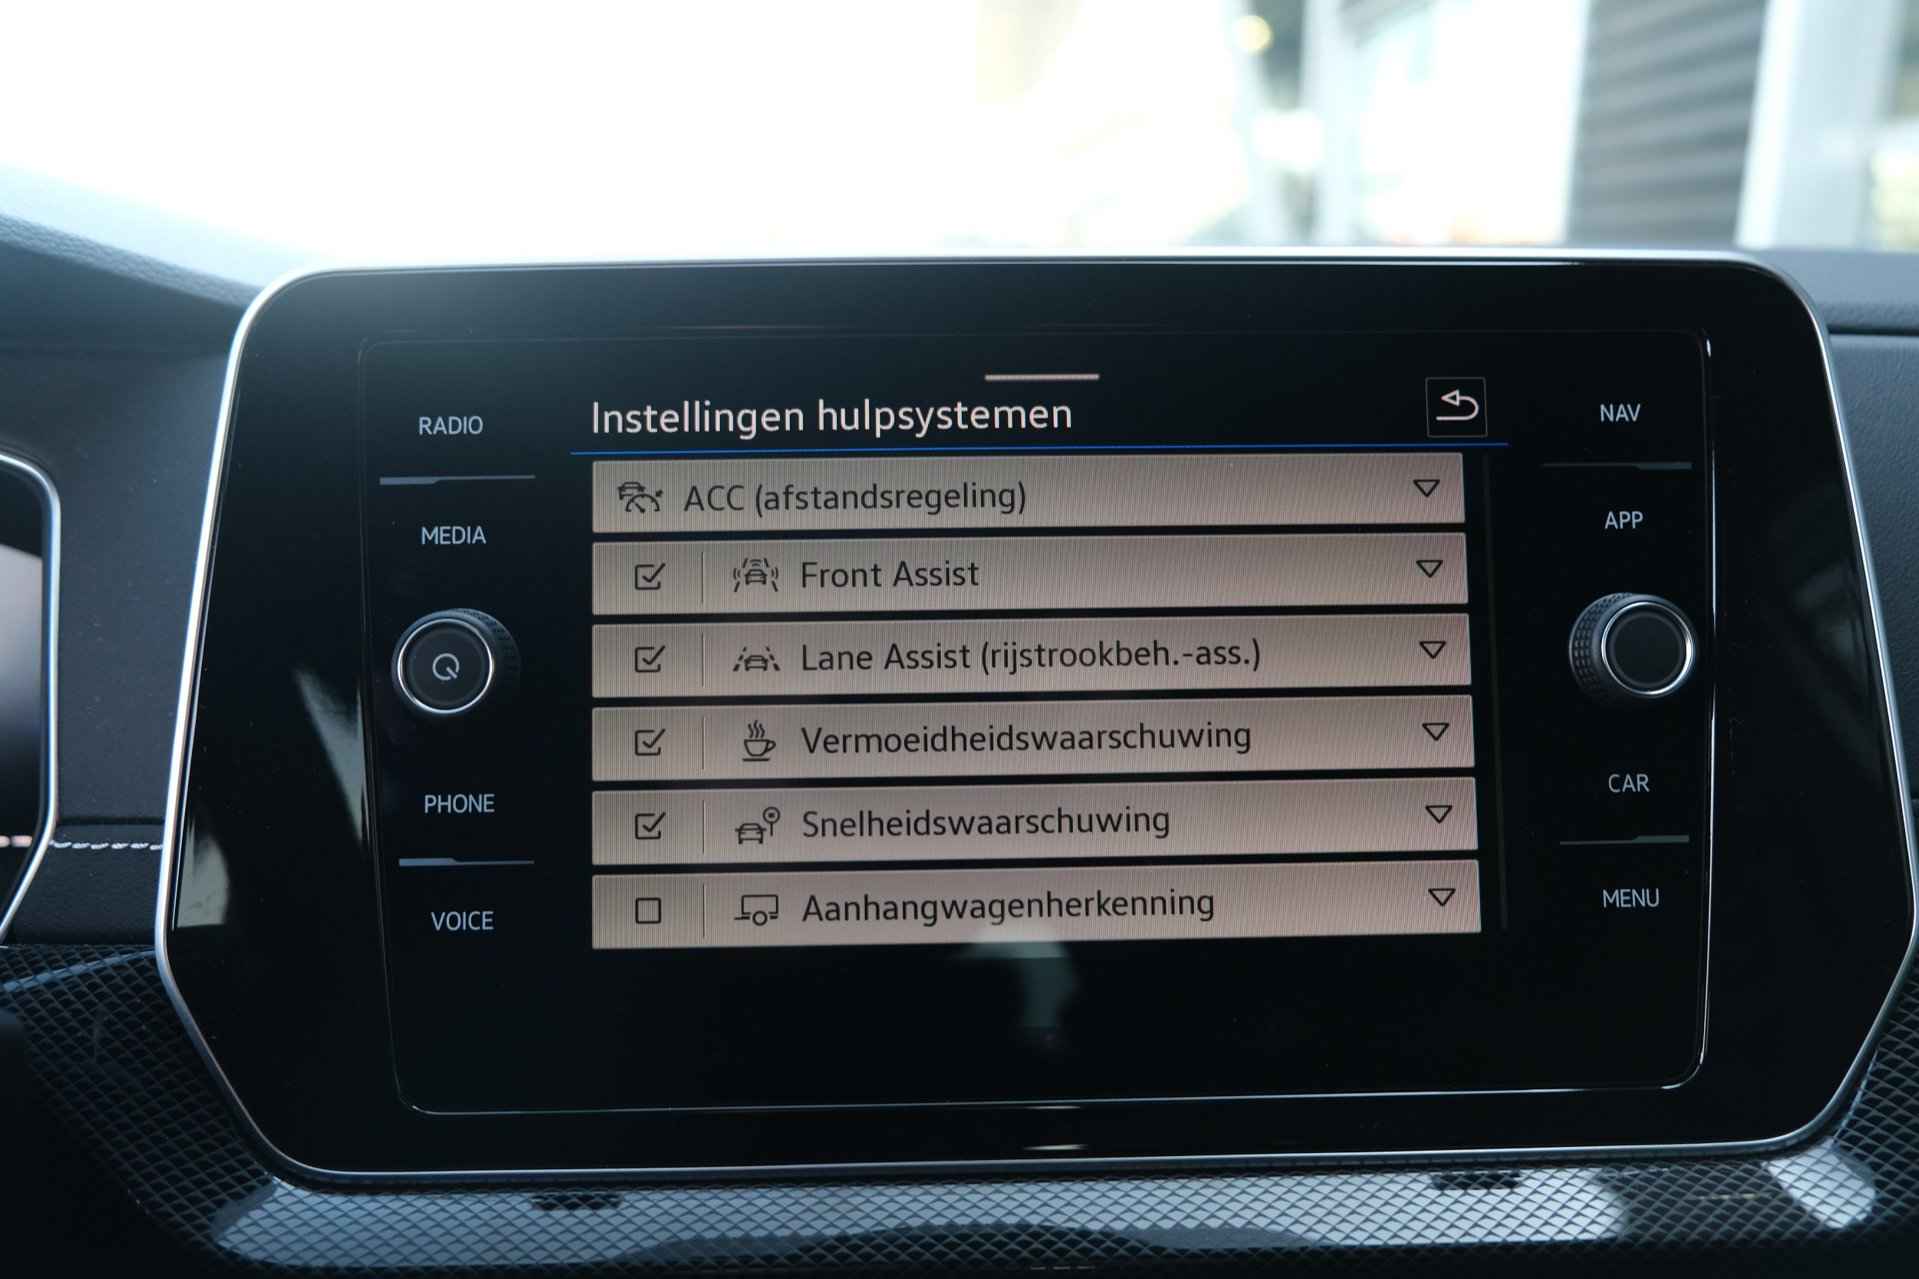 RADIO
MEDIA
PHONE
VOICE
Instellingen hulpsystemen
ACC (afstandsregeling)
Front Assist
Lane Assist (rijstrookbeh.-ass.)
Vermoeidheidswaarschuwing
Snelheidswaarschuwing
Aanhangwagenherkenning
NAV
APP
CAR
MENU